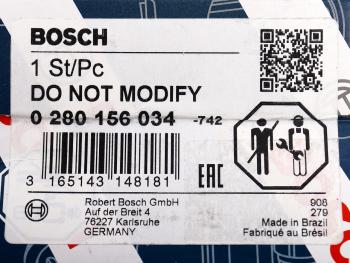 BOSCH
1 St/Pc
DO NOT MODIFY
0 280 156 034 -742
3 165143 148181
EAC
Robert Bosch GmbH
Auf der Breit 4
76227 Karlsruhe
GERMANY
908
279
Made in Brazil
Fabriqué au Brésil